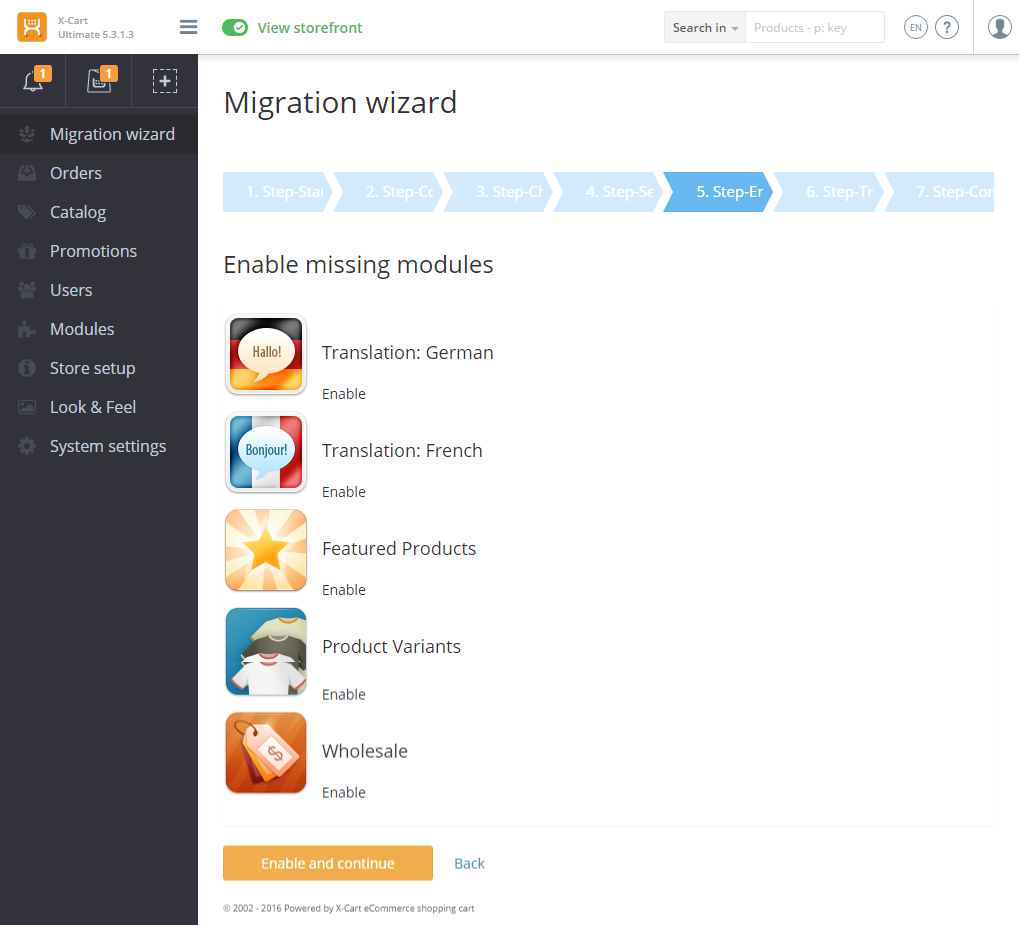 X-Cart
Ultimate 5.3.1.3
View storefront
Search in
Products - p: key
EN
?
1
1
Migration wizard
Orders
Catalog
Promotions
Users
Modules
Store setup
Look & Feel
System settings
Migration wizard
1. Step-Star
2. Step-Co
3. Step-Ch
4. Step-Se
5. Step-Er
6. Step-Tr
7. Step-Con
Enable missing modules
Hallo!
Translation: German
Enable
Bonjour!
Translation: French
Enable
Featured Products
Enable
Product Variants
Enable
$
Wholesale
Enable
Enable and continue
Back
© 2002 - 2016 Powered by X-Cart eCommerce shopping cart